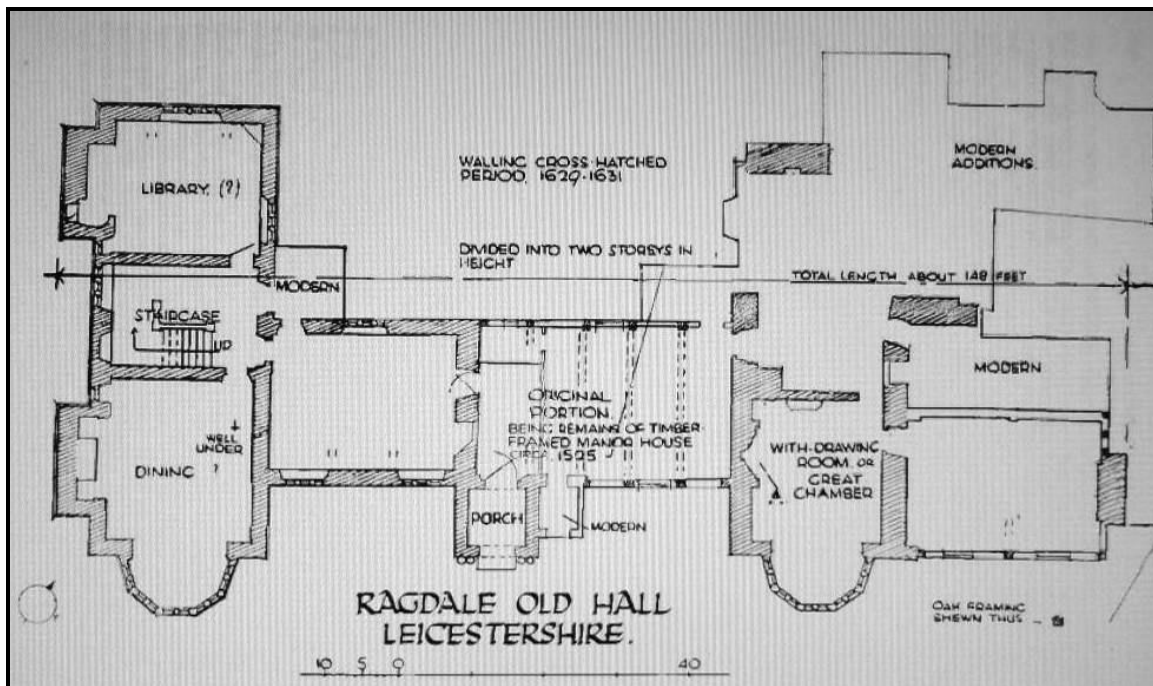 WALLING CROSS-HATCHED
PERIOD, 1629-1631
MODERN
ADDITIONS.
LIBRARY. (?)
DIVIDED INTO TWO STOREYS IN
HEIGHT
TOTAL LENGTH ABOUT 148 FEET
MODERN
STAIRCASE
UP
MODERN
ORIGINAL
PORTION.
BEING REMAINS OF TIMBER-
FRAMED MANOR HOUSE
CIRCA. 1525
WELL
UNDER
?
DINING
WITH-DRAWING
ROOM. OR
GREAT
CHAMBER
PORCH
MODERN
RAGDALE OLD HALL
LEICESTERSHIRE.
OAK FRAMING
SHEWN THUS
10 5 0 40